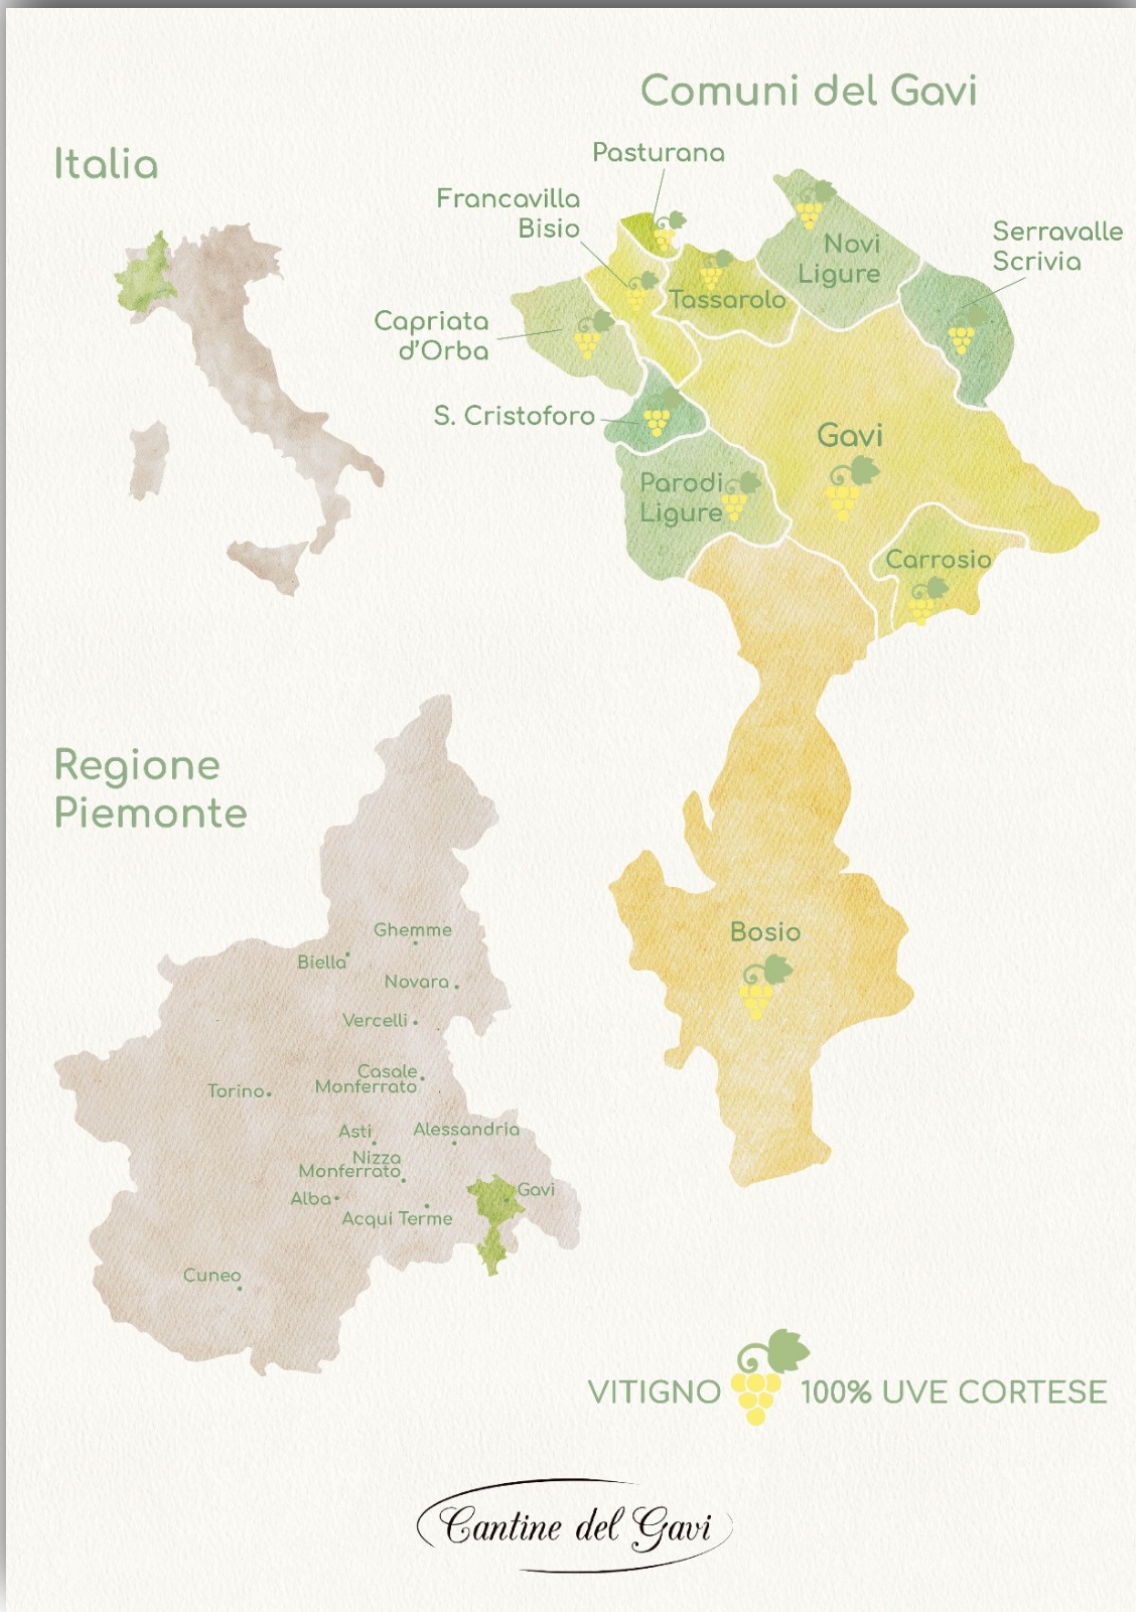 Comuni del Gavi
Italia
Pasturana
Francavilla
Bisio
Novi
Ligure
Serravalle
Scrivia
Tassarolo
Capriata
d'Orba
S. Cristoforo
Gavi
Parodi
Ligure
Carrosio
Bosio
Regione
Piemonte
Ghemme
Biella
Novara
Vercelli
Casale
Monferrato
Torino
Asti
Alessandria
Nizza
Monferrato
Alba
Gavi
Acqui Terme
Cuneo
VITIGNO 100% UVE CORTESE
Cantine del Gavi